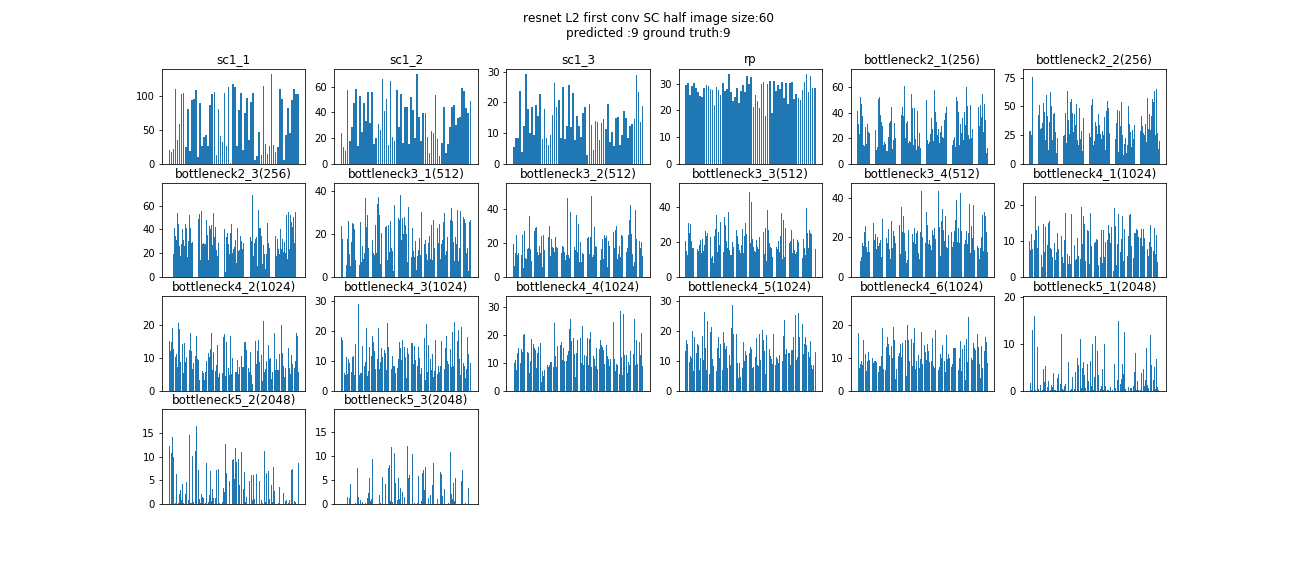 resnet L2 first conv SC half image size:60
predicted :9 ground truth:9
sc1_1 sc1_2 sc1_3 rp bottleneck2_1(256) bottleneck2_2(256)
100 50 0
60 40 20 0
30 20 10 0
30 20 10 0
60 40 20 0
75 50 25 0
bottleneck2_3(256) bottleneck3_1(512) bottleneck3_2(512) bottleneck3_3(512) bottleneck3_4(512) bottleneck4_1(1024)
60 40 20 0
40 20 0
40 20 0
40 20 0
40 20 0
20 10 0
bottleneck4_2(1024) bottleneck4_3(1024) bottleneck4_4(1024) bottleneck4_5(1024) bottleneck4_6(1024) bottleneck5_1(2048)
20 10 0
30 20 10 0
30 20 10 0
30 20 10 0
20 10 0
20 10 0
bottleneck5_2(2048) bottleneck5_3(2048)
15 10 5 0
15 10 5 0